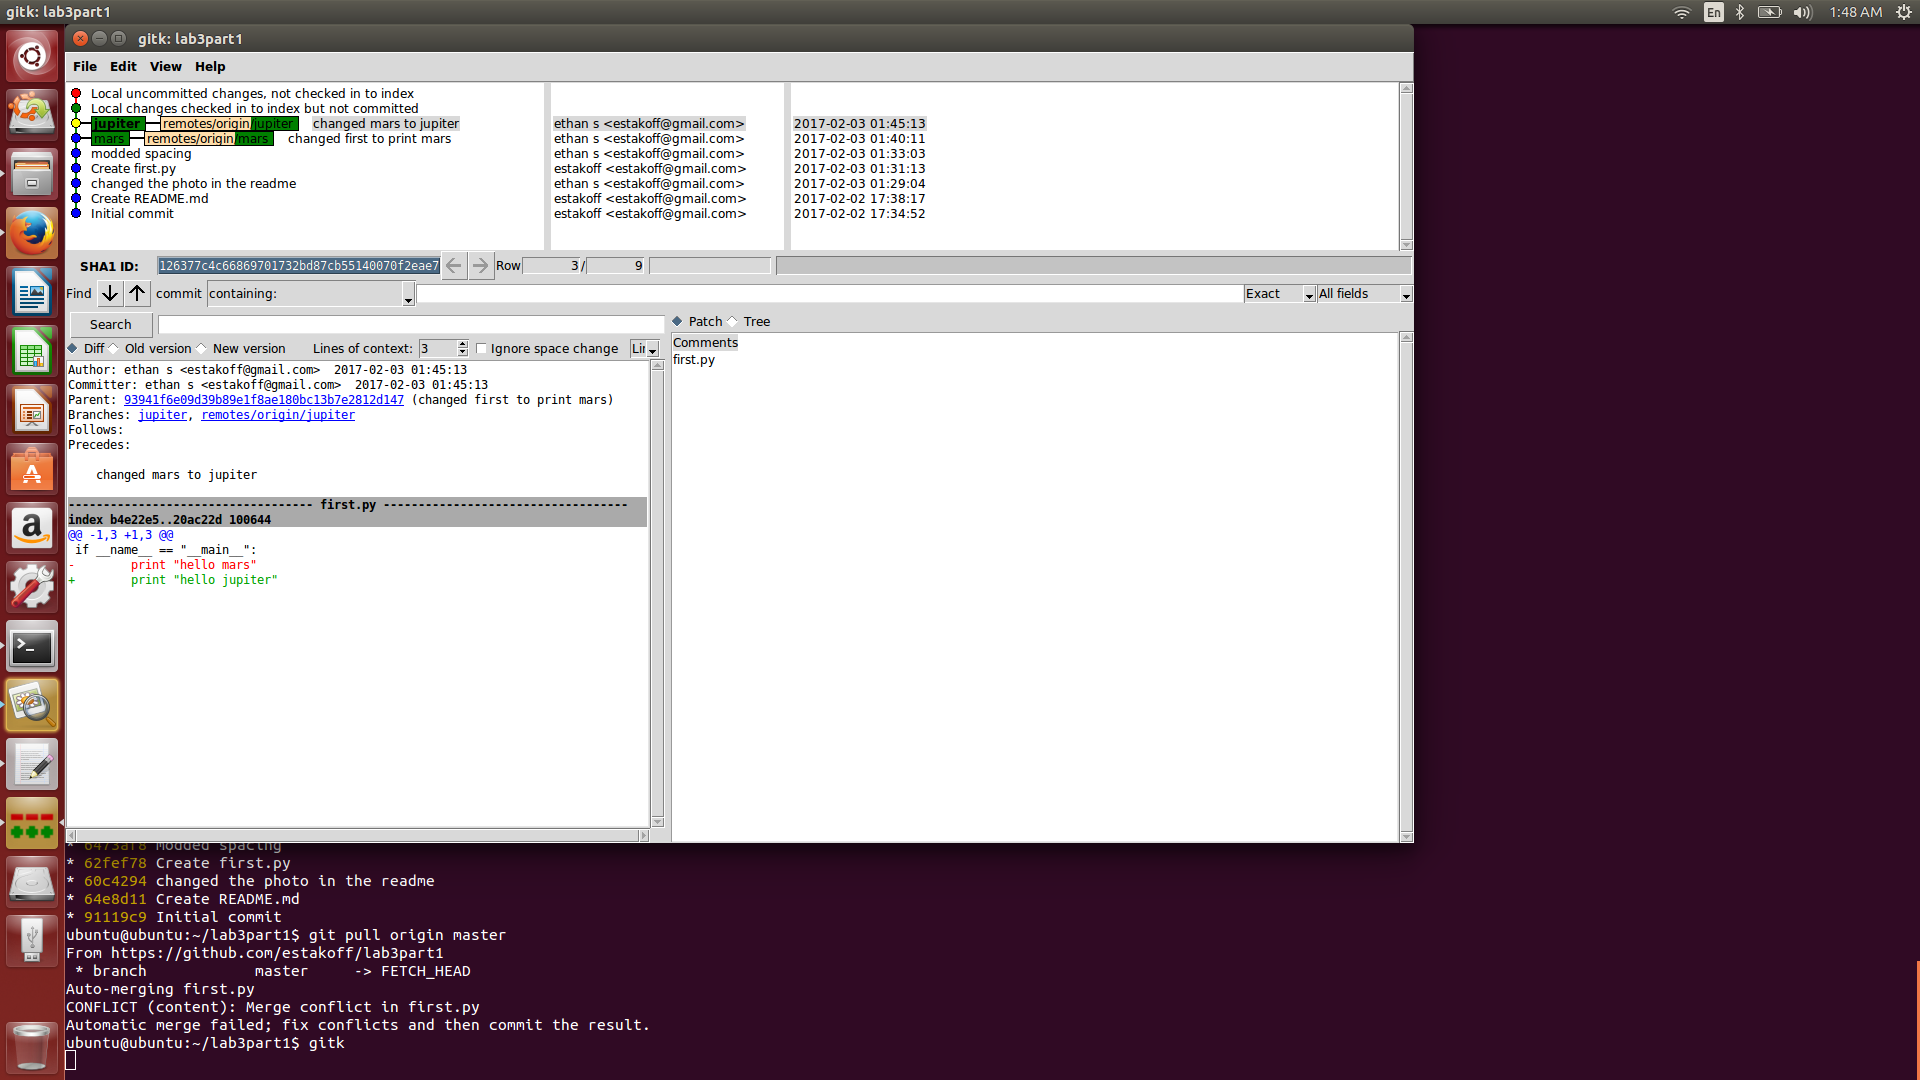 gitk: lab3part1
En
1:48 AM
gitk: lab3part1
File Edit View Help
Local uncommitted changes, not checked in to index
Local changes checked in to index but not committed
jupiter remotes/origin/jupiter changed mars to jupiter ethan s <estakoff@gmail.com> 2017-02-03 01:45:13
mars remotes/origin/mars changed first to print mars ethan s <estakoff@gmail.com> 2017-02-03 01:40:11
modded spacing ethan s <estakoff@gmail.com> 2017-02-03 01:33:03
Create first.py estakoff <estakoff@gmail.com> 2017-02-03 01:31:13
changed the photo in the readme ethan s <estakoff@gmail.com> 2017-02-03 01:29:04
Create README.md estakoff <estakoff@gmail.com> 2017-02-02 17:38:17
Initial commit estakoff <estakoff@gmail.com> 2017-02-02 17:34:52
SHA1 ID: 126377c4c66869701732bd87cb55140070f2eae7 Row 3 / 9
Find commit containing: Exact All fields
Search
Patch Tree
Diff Old version New version Lines of context: 3 Ignore space change Lin
Comments
first.py
Author: ethan s <estakoff@gmail.com>  2017-02-03 01:45:13
Committer: ethan s <estakoff@gmail.com>  2017-02-03 01:45:13
Parent: 93941f6e09d39b89e1f8ae180bc13b7e2812d147 (changed first to print mars)
Branches: jupiter, remotes/origin/jupiter
Follows:
Precedes:
changed mars to jupiter
----------------------------------- first.py -----------------------------------
index b4e22e5..20ac22d 100644
@@ -1,3 +1,3 @@
if __name__ == "__main__":
-        print "hello mars"
+        print "hello jupiter"
* 6473af8 Modded spacing
* 62fef78 Create first.py
* 60c4294 changed the photo in the readme
* 64e8d11 Create README.md
* 91119c9 Initial commit
ubuntu@ubuntu:~/lab3part1$ git pull origin master
From https://github.com/estakoff/lab3part1
* branch            master     -> FETCH_HEAD
Auto-merging first.py
CONFLICT (content): Merge conflict in first.py
Automatic merge failed; fix conflicts and then commit the result.
ubuntu@ubuntu:~/lab3part1$ gitk